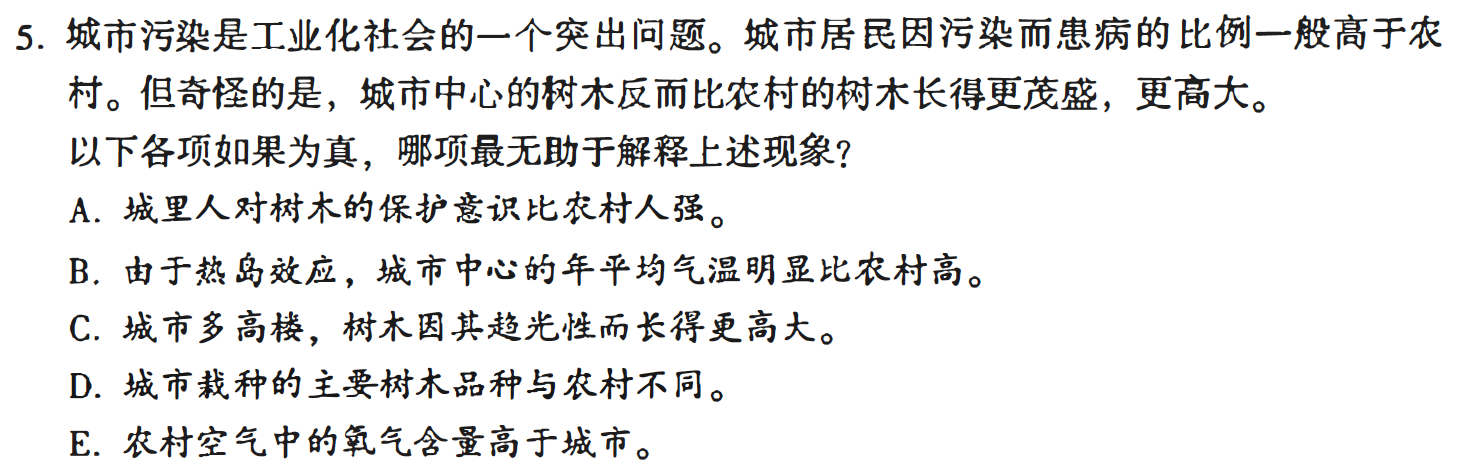 5. 城市污染是工业化社会的一个突出问题。城市居民因污染而患病的比例一般高于农
村。但奇怪的是，城市中心的树木反而比农村的树木长得更茂盛，更高大。
以下各项如果为真，哪项最无助于解释上述现象？
A. 城里人对树木的保护意识比农村人强。
B. 由于热岛效应，城市中心的年平均气温明显比农村高。
C. 城市多高楼，树木因其趋光性而长得更高大。
D. 城市栽种的主要树木品种与农村不同。
E. 农村空气中的氧气含量高于城市。